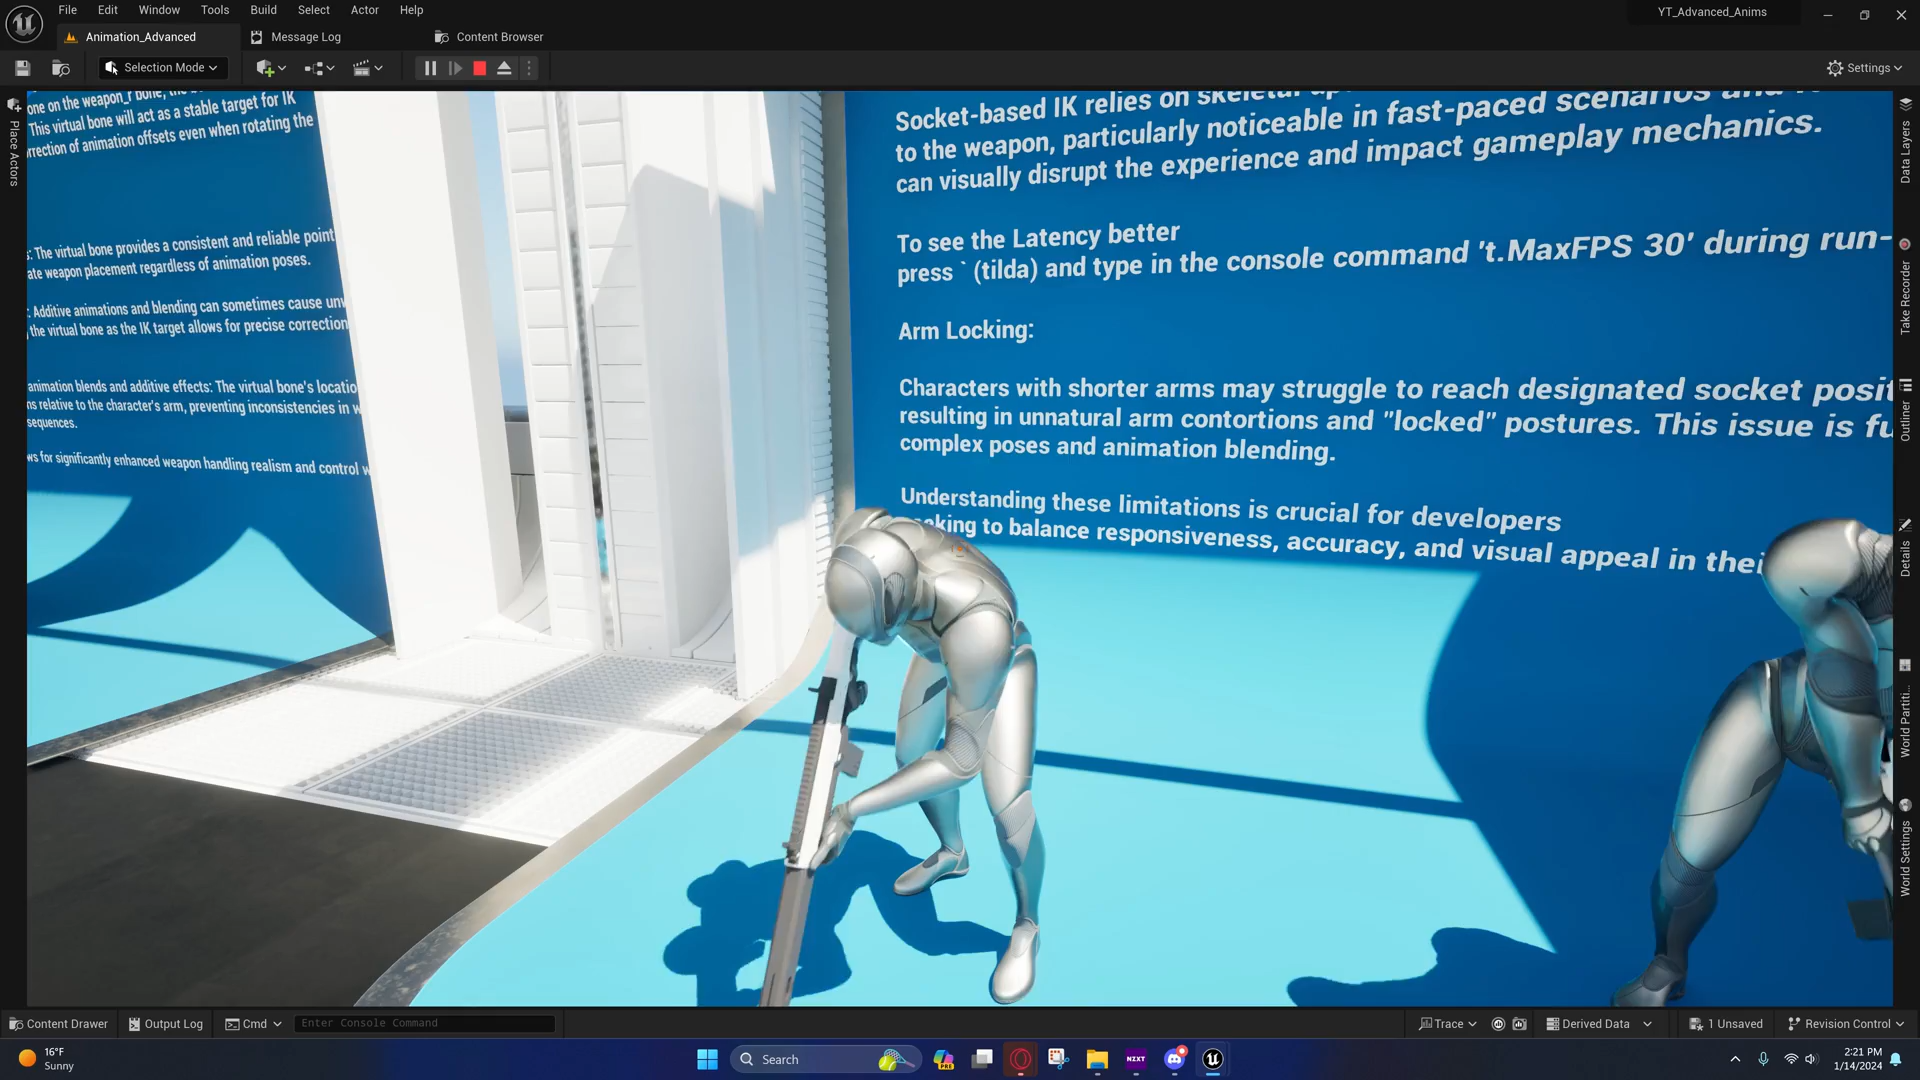 File Edit Window Tools Build Select Actor Help
YT_Advanced_Anims
Animation_Advanced
Message Log
Content Browser
Selection Mode
Settings
Place Actors
one on the weapon_r bone, the
This virtual bone will act as a stable target for IK
rrection of animation offsets even when rotating the
: The virtual bone provides a consistent and reliable point
ate weapon placement regardless of animation poses.
: Additive animations and blending can sometimes cause
the virtual bone as the IK target allows for precise correction
animation blends and additive effects: The virtual bone's locatio
ns relative to the character's arm, preventing inconsistencies in w
sequences.
ws for significantly enhanced weapon handling realism and control w
Socket-based IK relies on skeletal
to the weapon, particularly noticeable in fast-paced scenarios and
can visually disrupt the experience and impact gameplay mechanics.
To see the Latency better
press ` (tilda) and type in the console command 't.MaxFPS 30' during run-
Arm Locking:
Characters with shorter arms may struggle to reach designated socket posit
resulting in unnatural arm contortions and "locked" postures. This issue is fu
complex poses and animation blending.
Understanding these limitations is crucial for developers
king to balance responsiveness, accuracy, and visual appeal in thei
Data Layers
Take Recorder
Outliner
Details
World Partiti...
World Settings
Content Drawer
Output Log
Cmd
Enter Console Command
Trace
Derived Data
1 Unsaved
Revision Control
16°F
Sunny
Search
PRE
NZXT
2:21 PM
1/14/2024